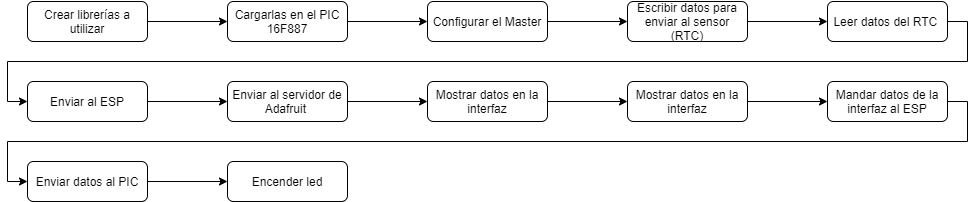 Crear librerías a
utilizar
Cargarlas en el PIC
16F887
Configurar el Master
Escribir datos para
enviar al sensor
(RTC)
Leer datos del RTC
Enviar al ESP
Enviar al servidor de
Adafruit
Mostrar datos en la
interfaz
Mostrar datos en la
interfaz
Mandar datos de la
interfaz al ESP
Enviar datos al PIC
Encender led